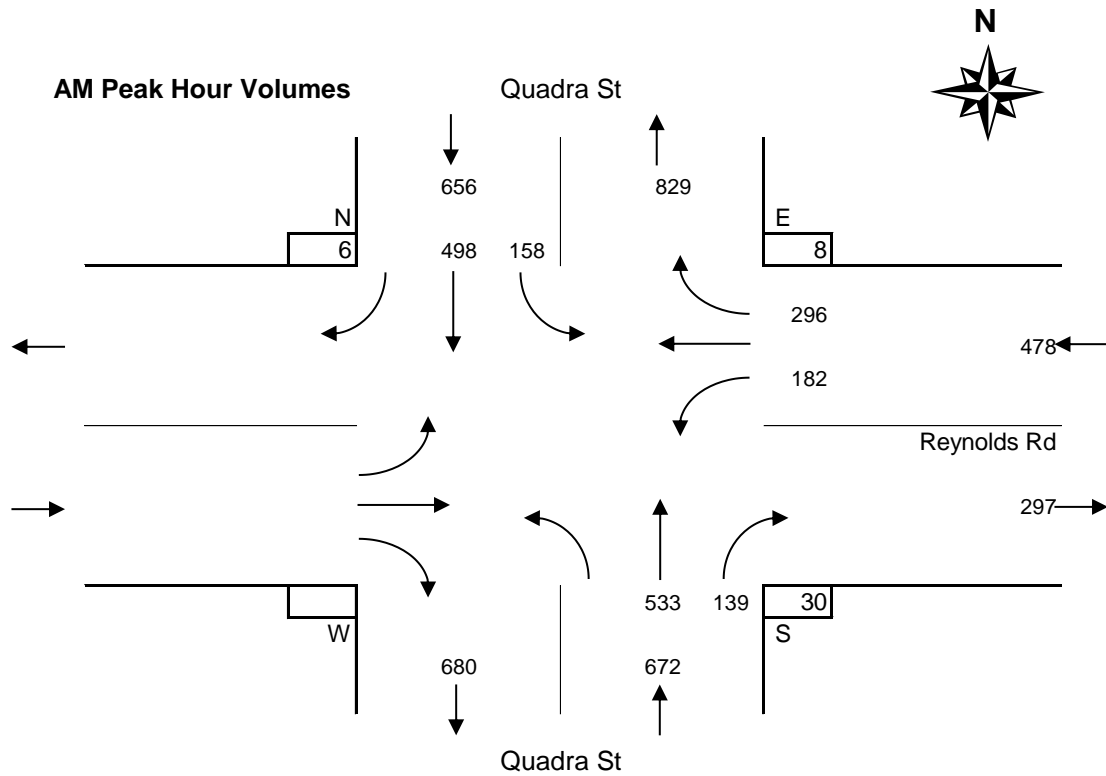 N
AM Peak Hour Volumes Quadra St
656 829
N E
6 498 158 8
296
478
182
Reynolds Rd
297
533 139 30
W S
680 672
Quadra St